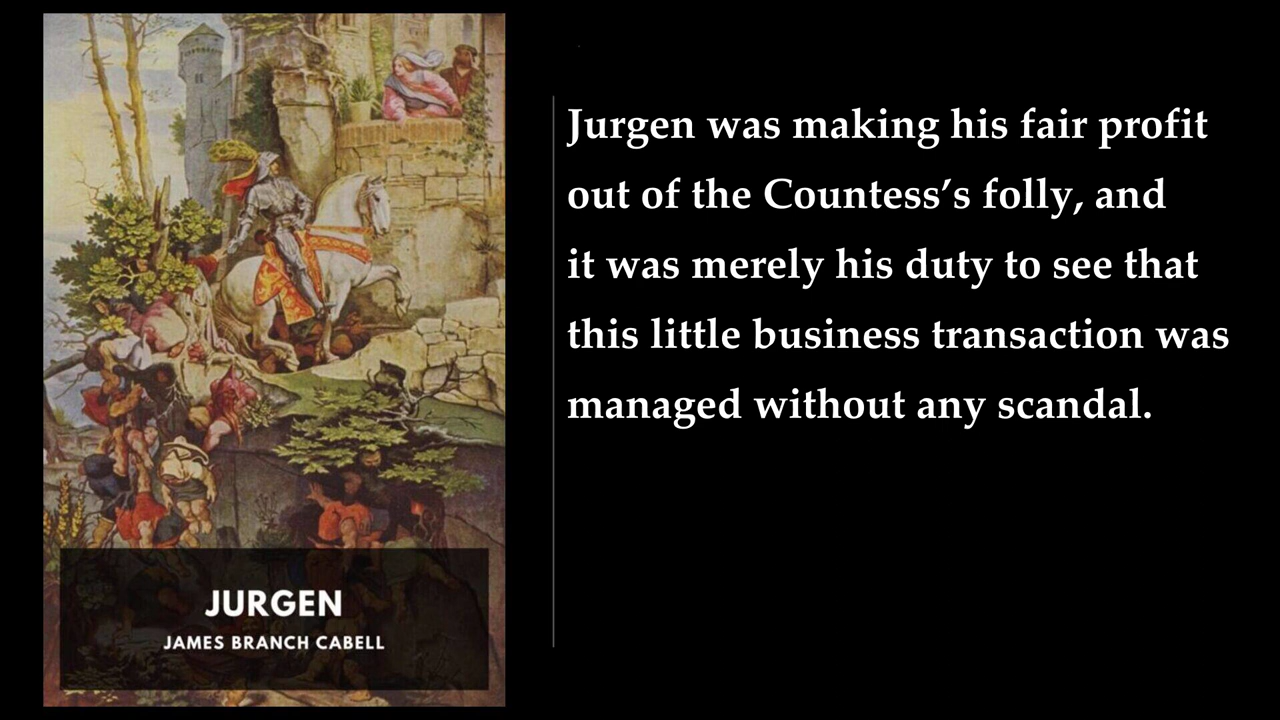 Jurgen was making his fair profit
out of the Countess’s folly, and
it was merely his duty to see that
this little business transaction was
managed without any scandal.
JURGEN
JAMES BRANCH CABELL